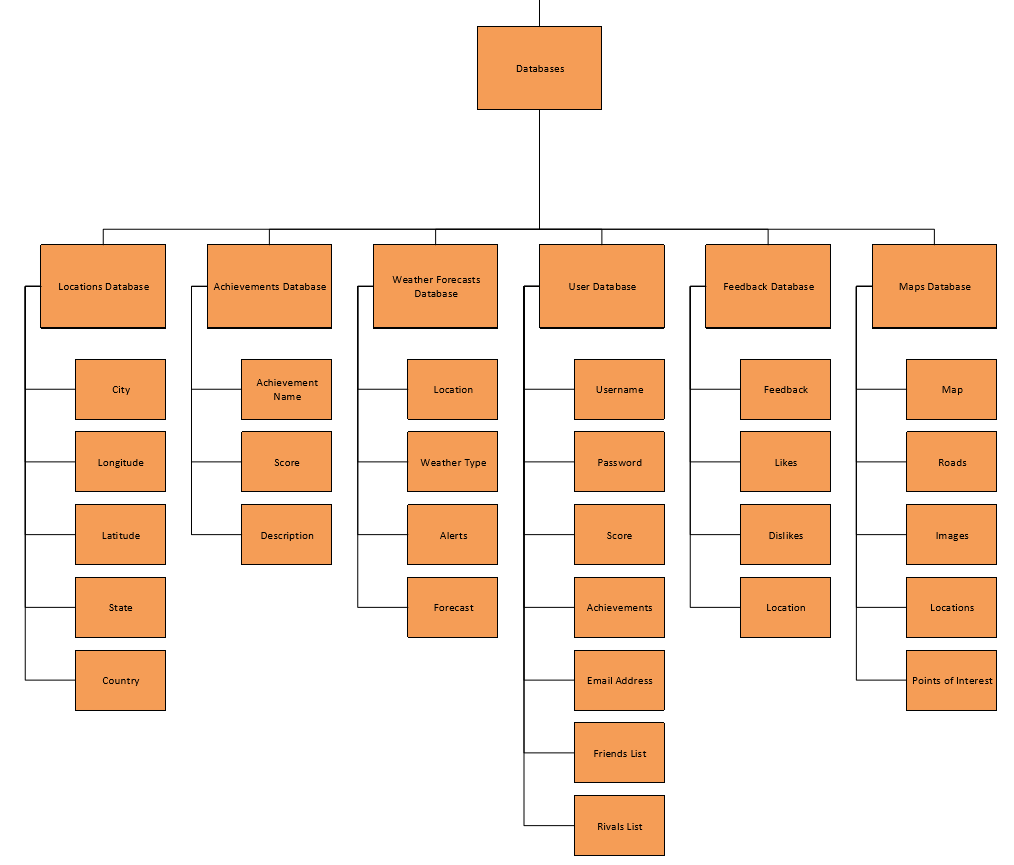 Databases
Locations Database
Achievements Database
Weather Forecasts
Database
User Database
Feedback Database
Maps Database
City
Longitude
Latitude
State
Country
Achievement
Name
Score
Description
Location
Weather Type
Alerts
Forecast
Username
Password
Score
Achievements
Email Address
Friends List
Rivals List
Feedback
Likes
Dislikes
Location
Map
Roads
Images
Locations
Points of Interest